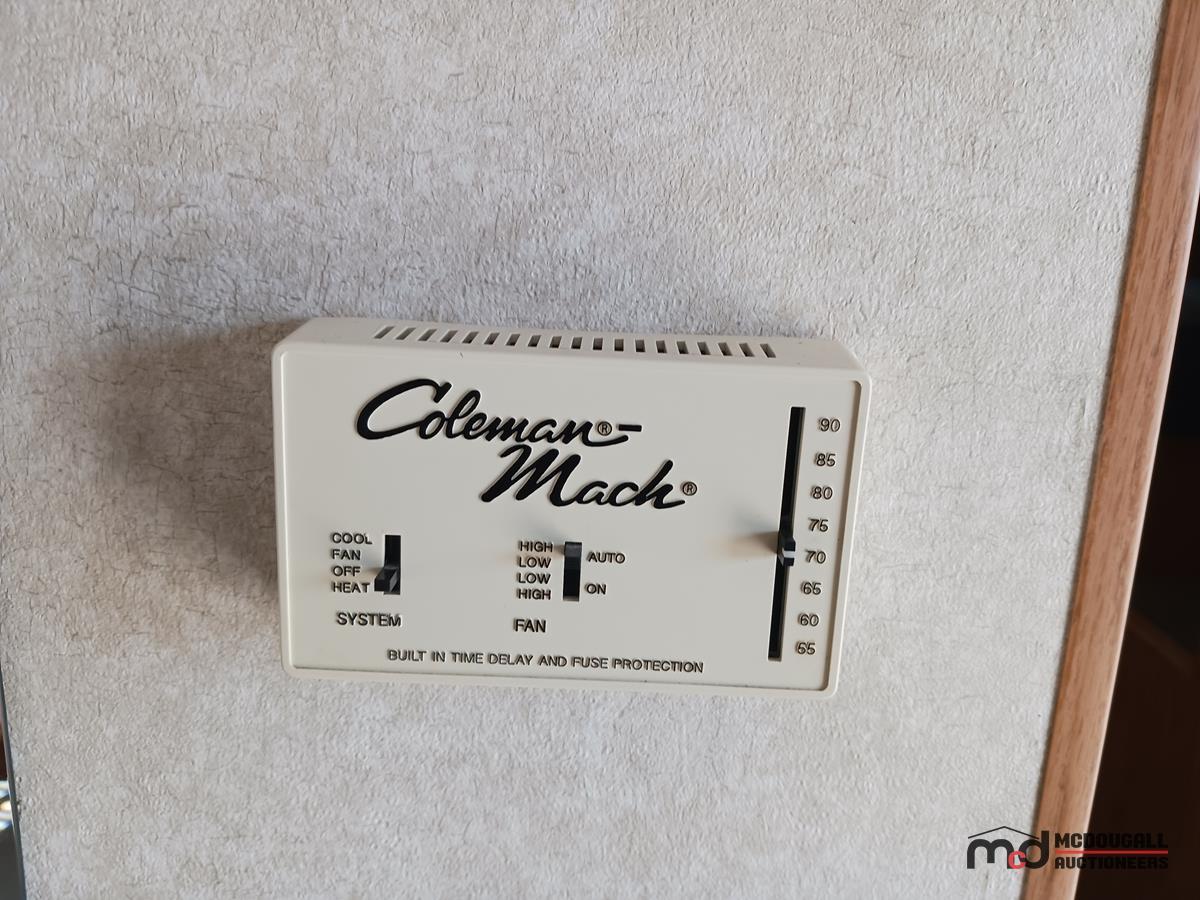 Coleman®-
Mach®
90
85
80
75
70
65
60
55
COOL
FAN
OFF
HEAT
SYSTEM
HIGH
LOW
LOW
HIGH
AUTO
ON
FAN
BUILT IN TIME DELAY AND FUSE PROTECTION
mcd
MCDOUGALL
AUCTIONEERS